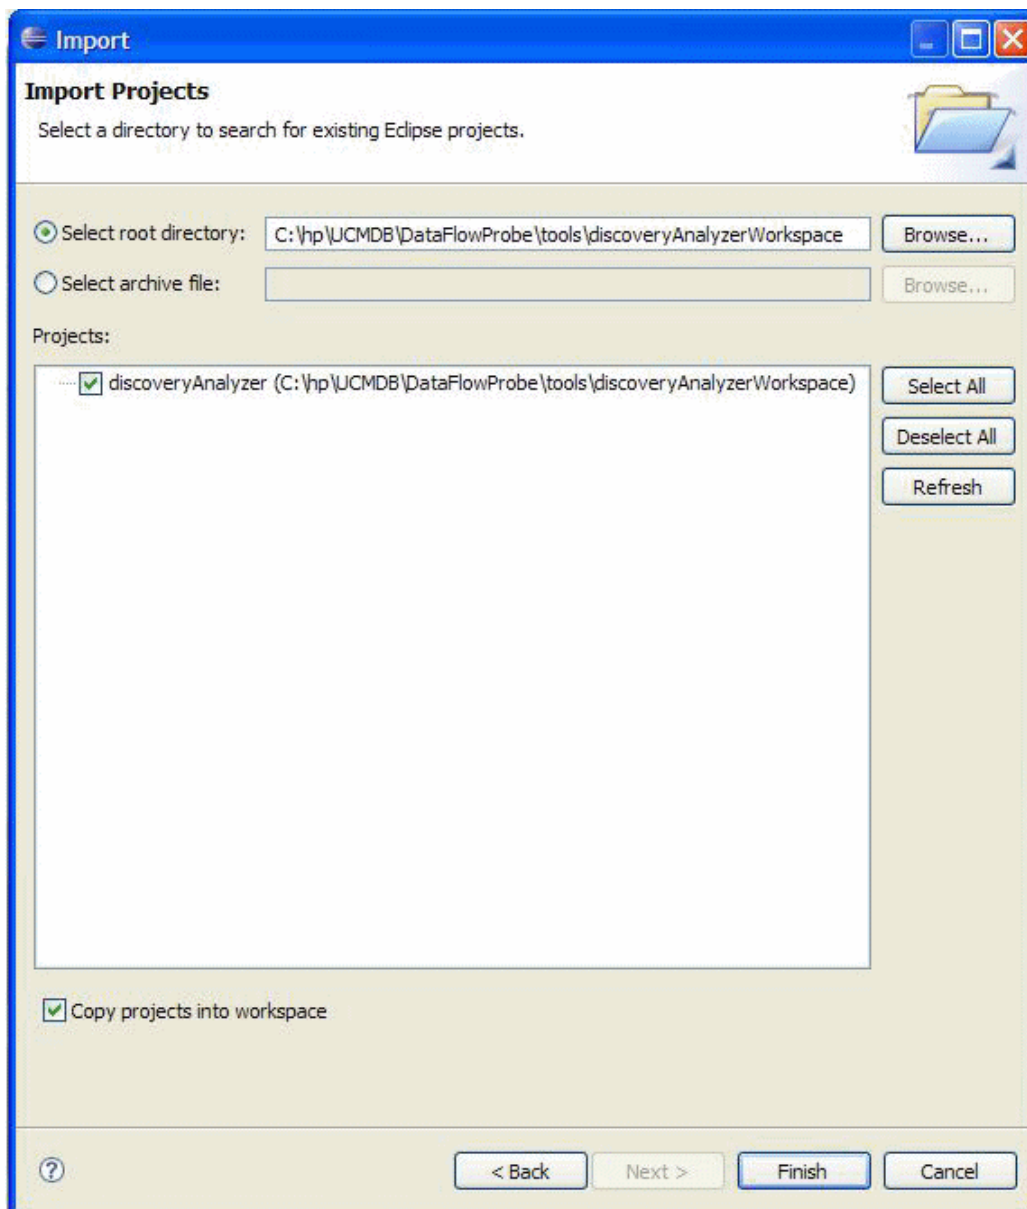 Import
Import Projects
Select a directory to search for existing Eclipse projects.
Select root directory: C:\hp\UCMDB\DataFlowProbe\tools\discoveryAnalyzerWorkspace Browse...
Select archive file: Browse...
Projects:
discoveryAnalyzer (C:\hp\UCMDB\DataFlowProbe\tools\discoveryAnalyzerWorkspace) Select All
Deselect All
Refresh
Copy projects into workspace
? < Back Next > Finish Cancel